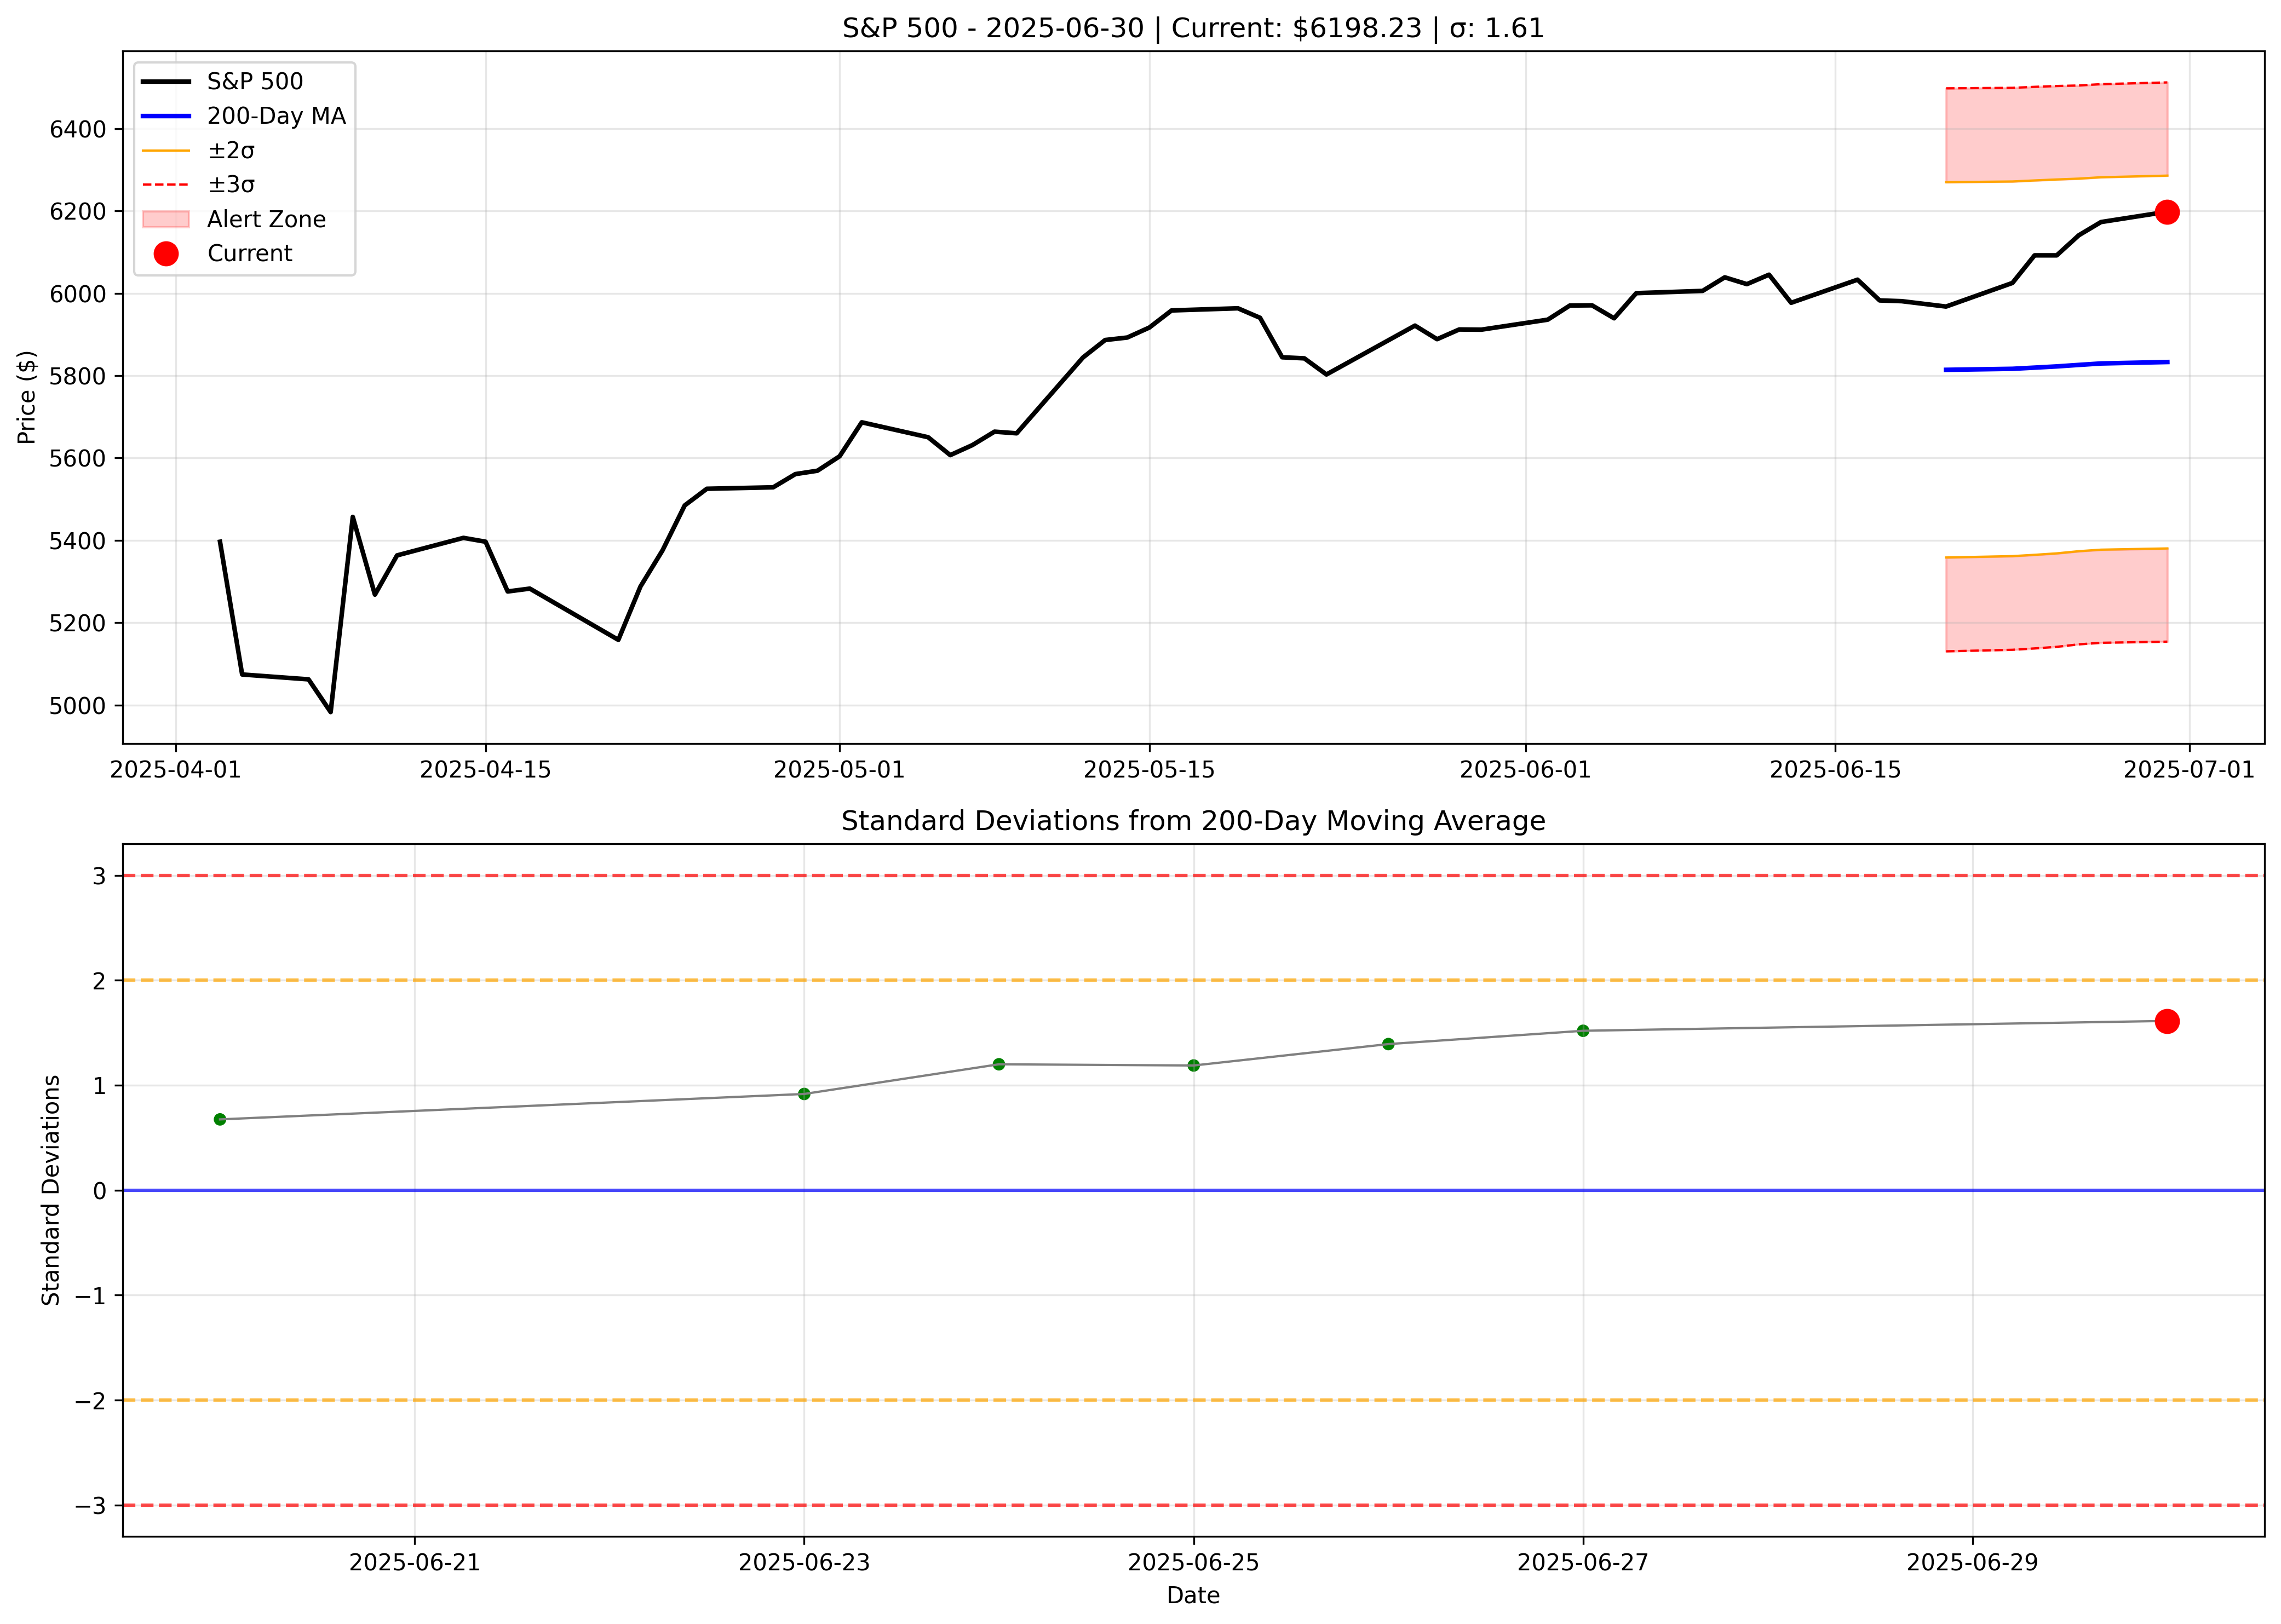 S&P 500 - 2025-06-30 | Current: $6198.23 | σ: 1.61
S&P 500
200-Day MA
±2σ
±3σ
Alert Zone
Current
Price ($)
6400
6200
6000
5800
5600
5400
5200
5000
2025-04-01
2025-04-15
2025-05-01
2025-05-15
2025-06-01
2025-06-15
2025-07-01
Standard Deviations from 200-Day Moving Average
Standard Deviations
3
2
1
0
−1
−2
−3
2025-06-21
2025-06-23
2025-06-25
2025-06-27
2025-06-29
Date